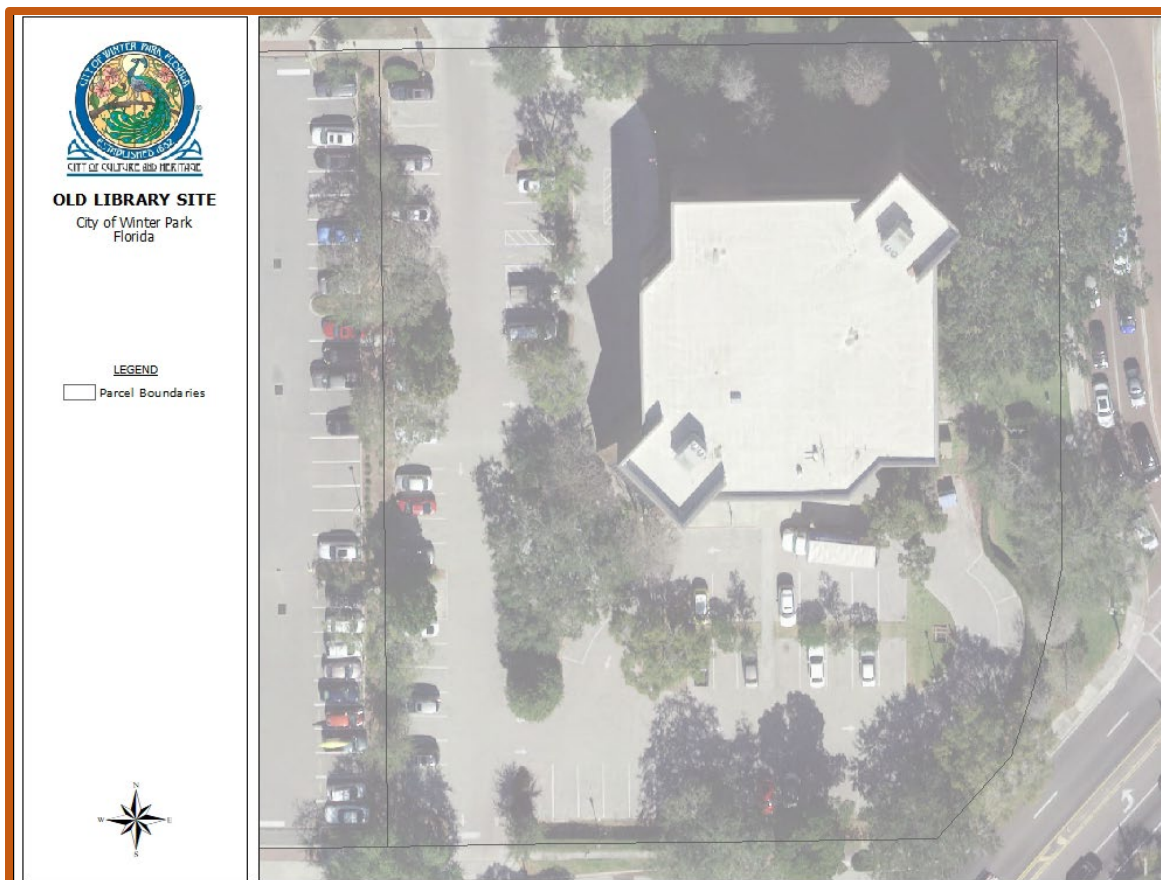 CITY OF WINTER PARK, FLORIDA
ESTABLISHED 1882
CITY OF CULTURE AND HERITAGE
OLD LIBRARY SITE
City of Winter Park
Florida
LEGEND
Parcel Boundaries
N
W E
S